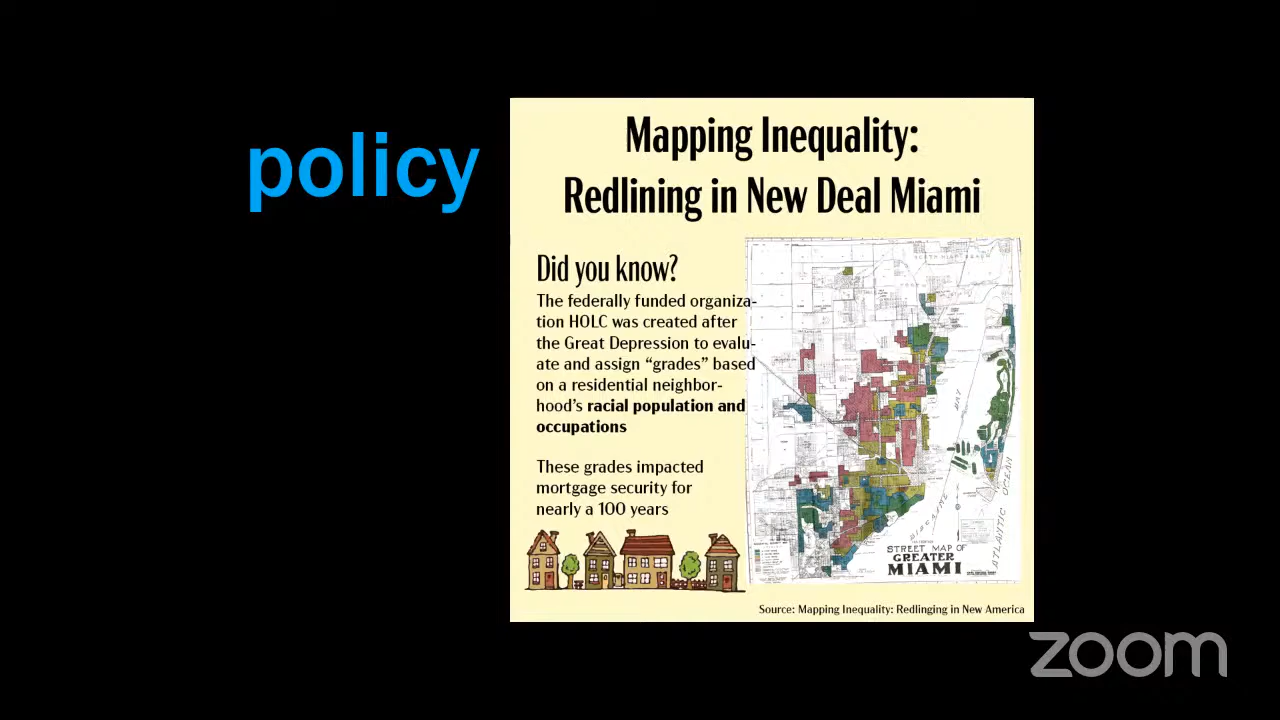 policy
Mapping Inequality:
Redlining in New Deal Miami
Did you know?
The federally funded organiza-
tion HOLC was created after
the Great Depression to evalu-
ate and assign “grades” based
on a residential neighbor-
hood’s racial population and
occupations
These grades impacted
mortgage security for
nearly a 100 years
BAY
BISCAYNE
ATLANTIC OCEAN
STREET MAP OF
GREATER
MIAMI
Source: Mapping Inequality: Redlinging in New America
zoom